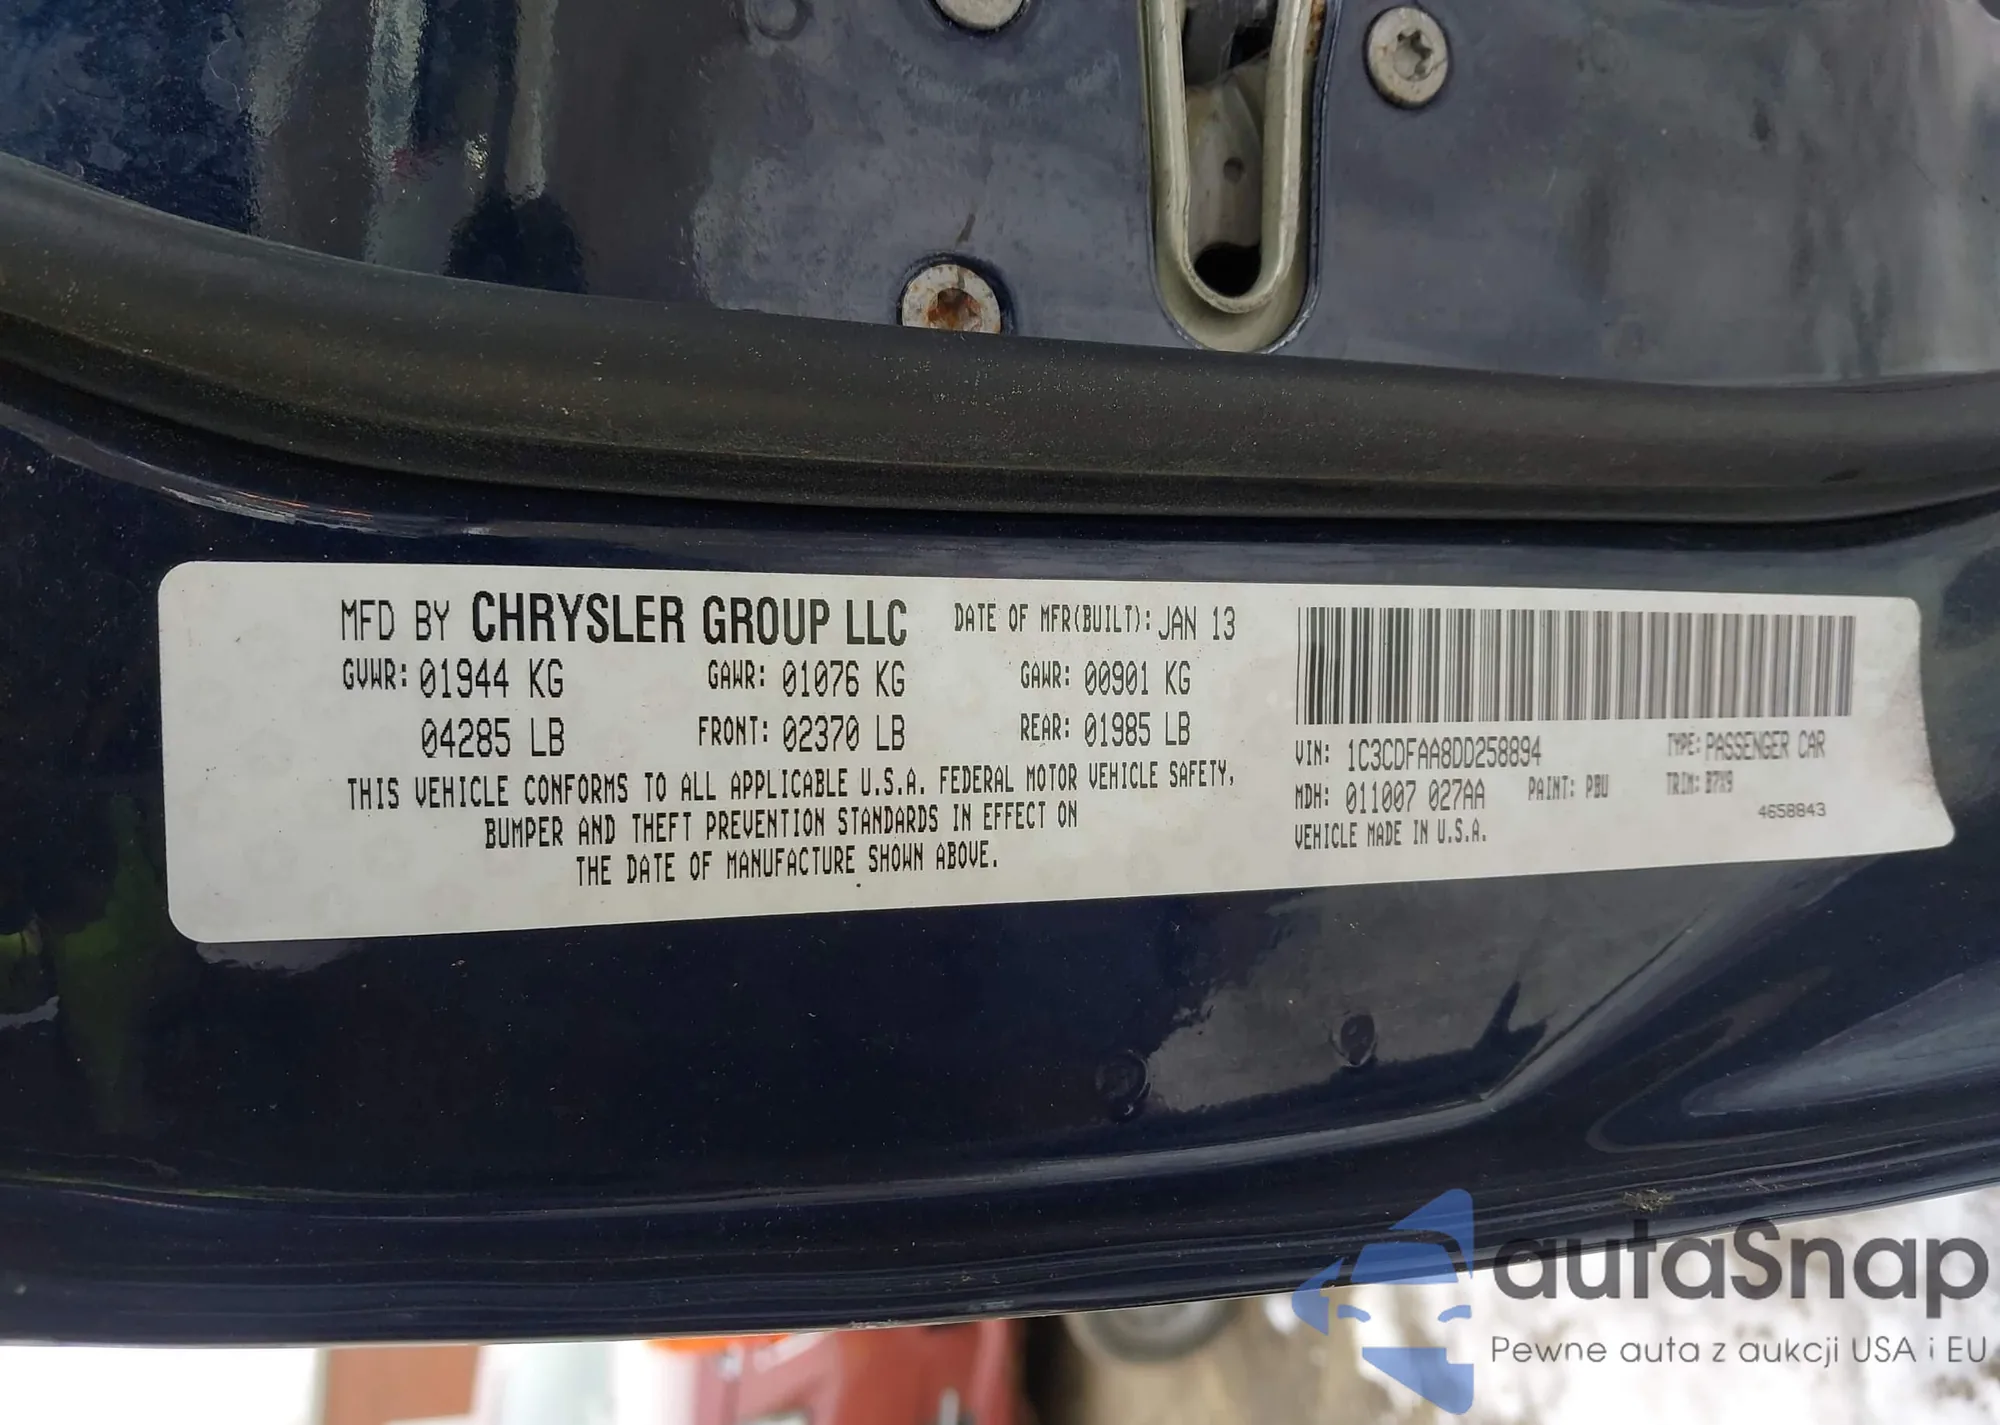 MFD BY CHRYSLER GROUP LLC DATE OF MFR(BUILT): JAN 13
GVWR: 01944 KG GAWR: 01076 KG GAWR: 00901 KG
04285 LB FRONT: 02370 LB REAR: 01985 LB
THIS VEHICLE CONFORMS TO ALL APPLICABLE U.S.A. FEDERAL MOTOR VEHICLE SAFETY,
BUMPER AND THEFT PREVENTION STANDARDS IN EFFECT ON
THE DATE OF MANUFACTURE SHOWN ABOVE.
VIN: 1C3CDFAA8DD258894 TYPE: PASSENGER CAR
MDH: 011007 027AA PAINT: PBU TRIM: B7X9
VEHICLE MADE IN U.S.A. 4658843
autaSnap
Pewne auta z aukcji USA i EU